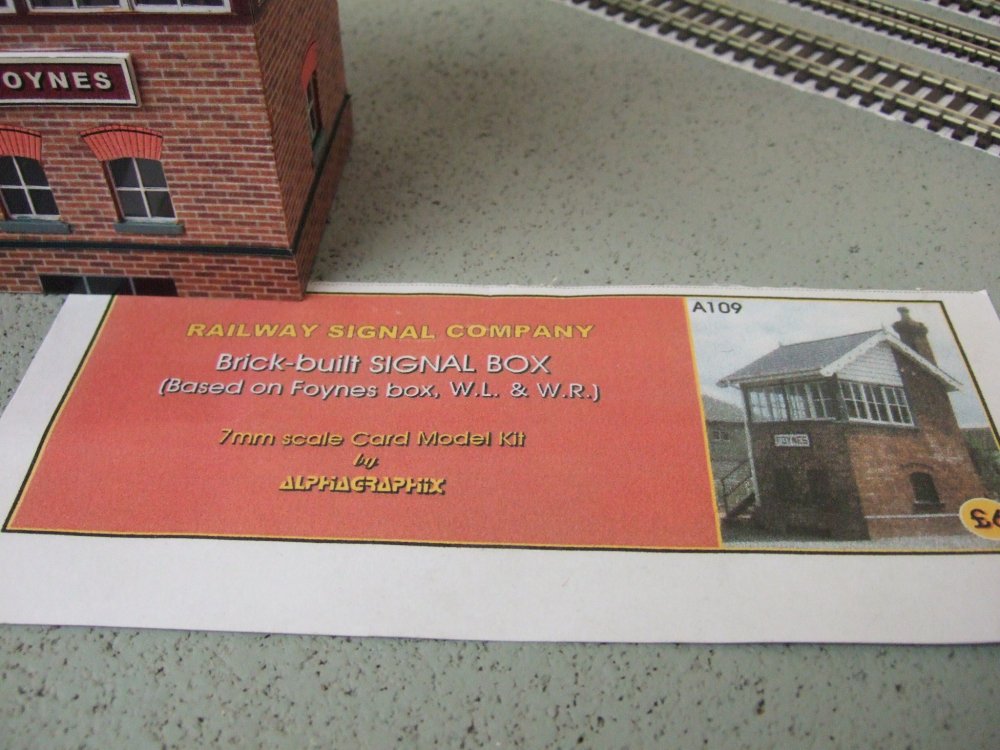 OYNES
RAILWAY SIGNAL COMPANY
Brick-built SIGNAL BOX
(Based on Foynes box, W.L. & W.R.)
7mm scale Card Model Kit
by
ALPHAGRAPHIX
A109
FOYNES
£6